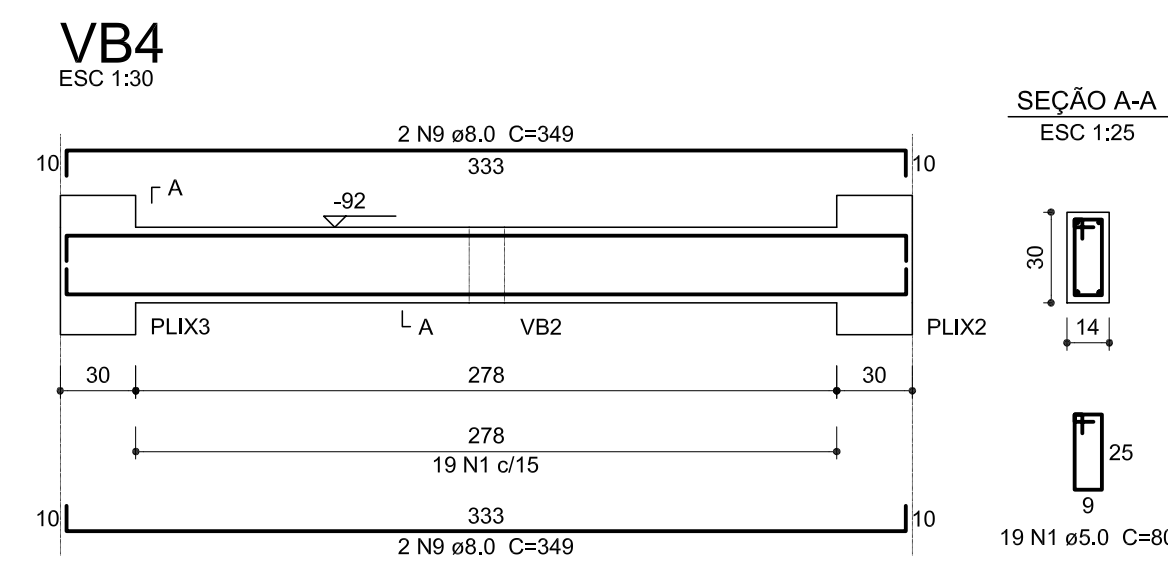 VB4
ESC 1:30
SEÇÃO A-A
ESC 1:25
2 N9 ø8.0 C=349
10
333
10
A
-92
30
14
PLIX3
A
VB2
PLIX2
30
278
30
278
19 N1 c/15
25
9
10
333
10
2 N9 ø8.0 C=349
19 N1 ø5.0 C=80